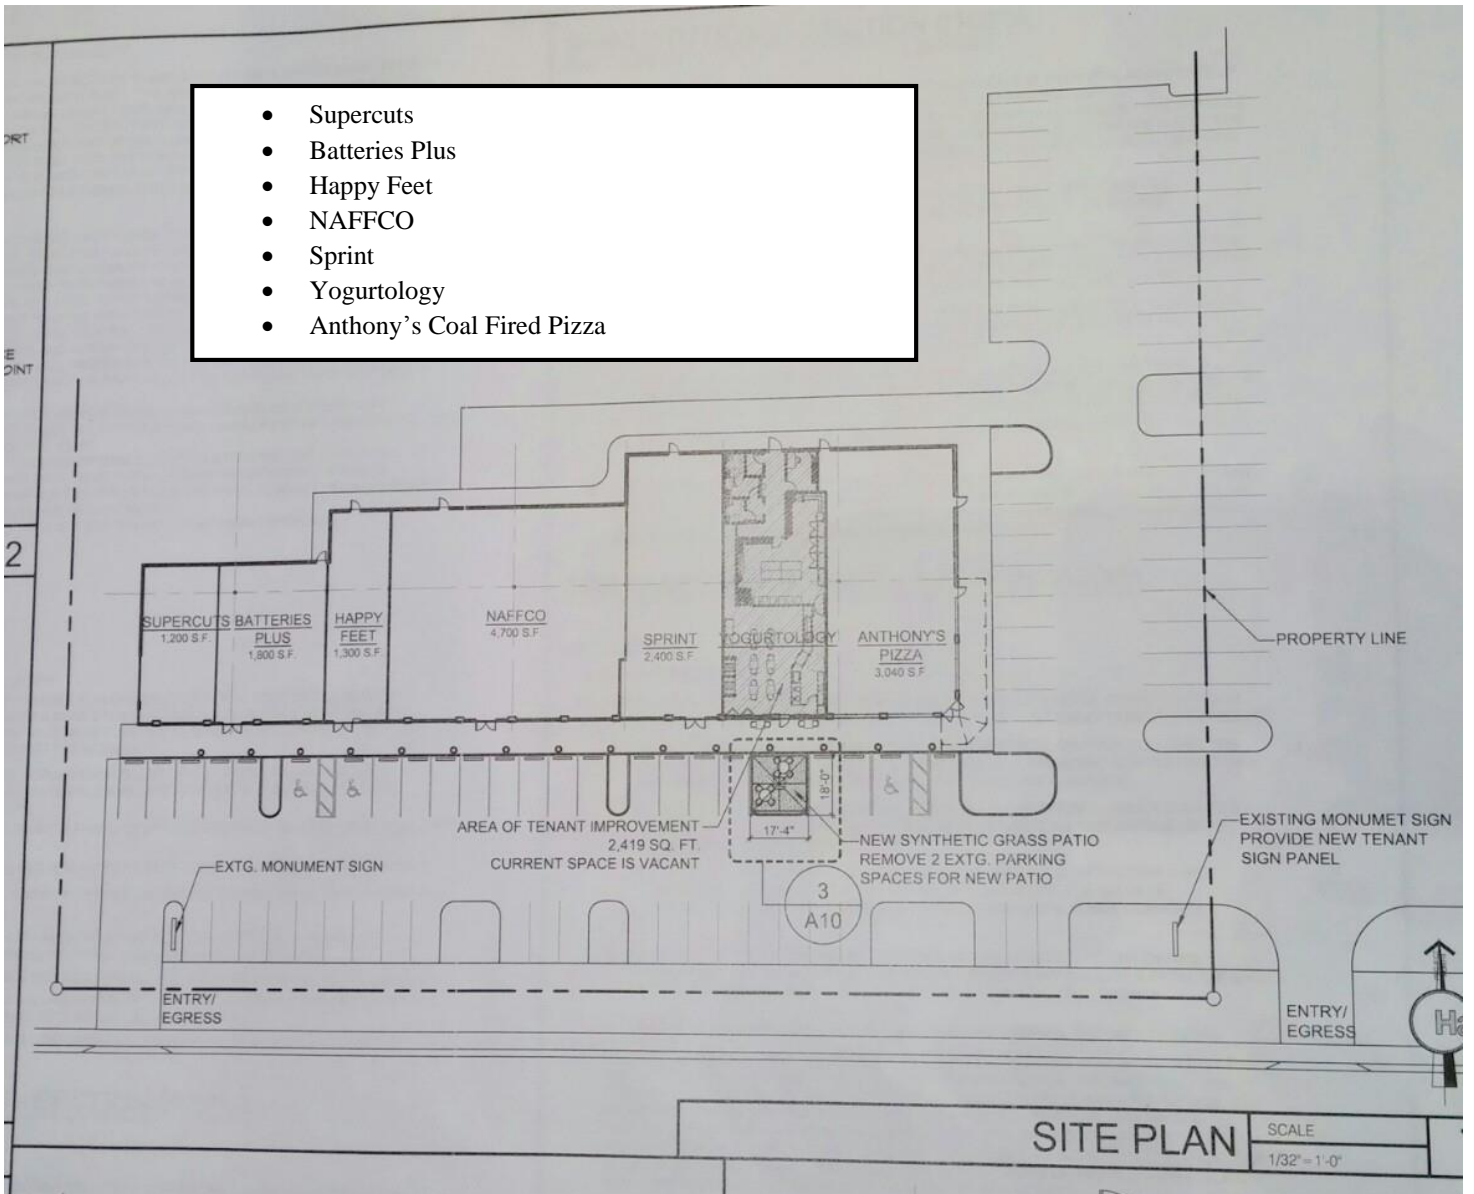 Supercuts
Batteries Plus
Happy Feet
NAFFCO
Sprint
Yogurtology
Anthony’s Coal Fired Pizza
OINT
2
SUPERCUTS
1,200 S.F.
BATTERIES
PLUS
1,800 S.F.
HAPPY
FEET
1,300 S.F.
NAFFCO
4,700 S.F.
SPRINT
2,400 S.F.
YOGURTOLOGY
ANTHONY'S
PIZZA
3,040 S.F.
PROPERTY LINE
18'-0"
17'-4"
AREA OF TENANT IMPROVEMENT
2,419 SQ. FT.
CURRENT SPACE IS VACANT
NEW SYNTHETIC GRASS PATIO
REMOVE 2 EXTG. PARKING
SPACES FOR NEW PATIO
EXISTING MONUMET SIGN
PROVIDE NEW TENANT
SIGN PANEL
EXTG. MONUMENT SIGN
3
A10
ENTRY/
EGRESS
ENTRY/
EGRESS
SITE PLAN
SCALE
1/32" = 1'-0"